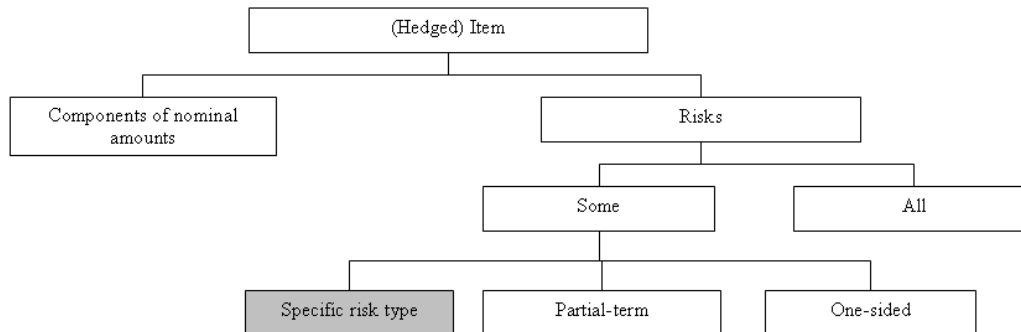 (Hedged) Item
Components of nominal
amounts
Risks
Some
All
Specific risk type
Partial-term
One-sided